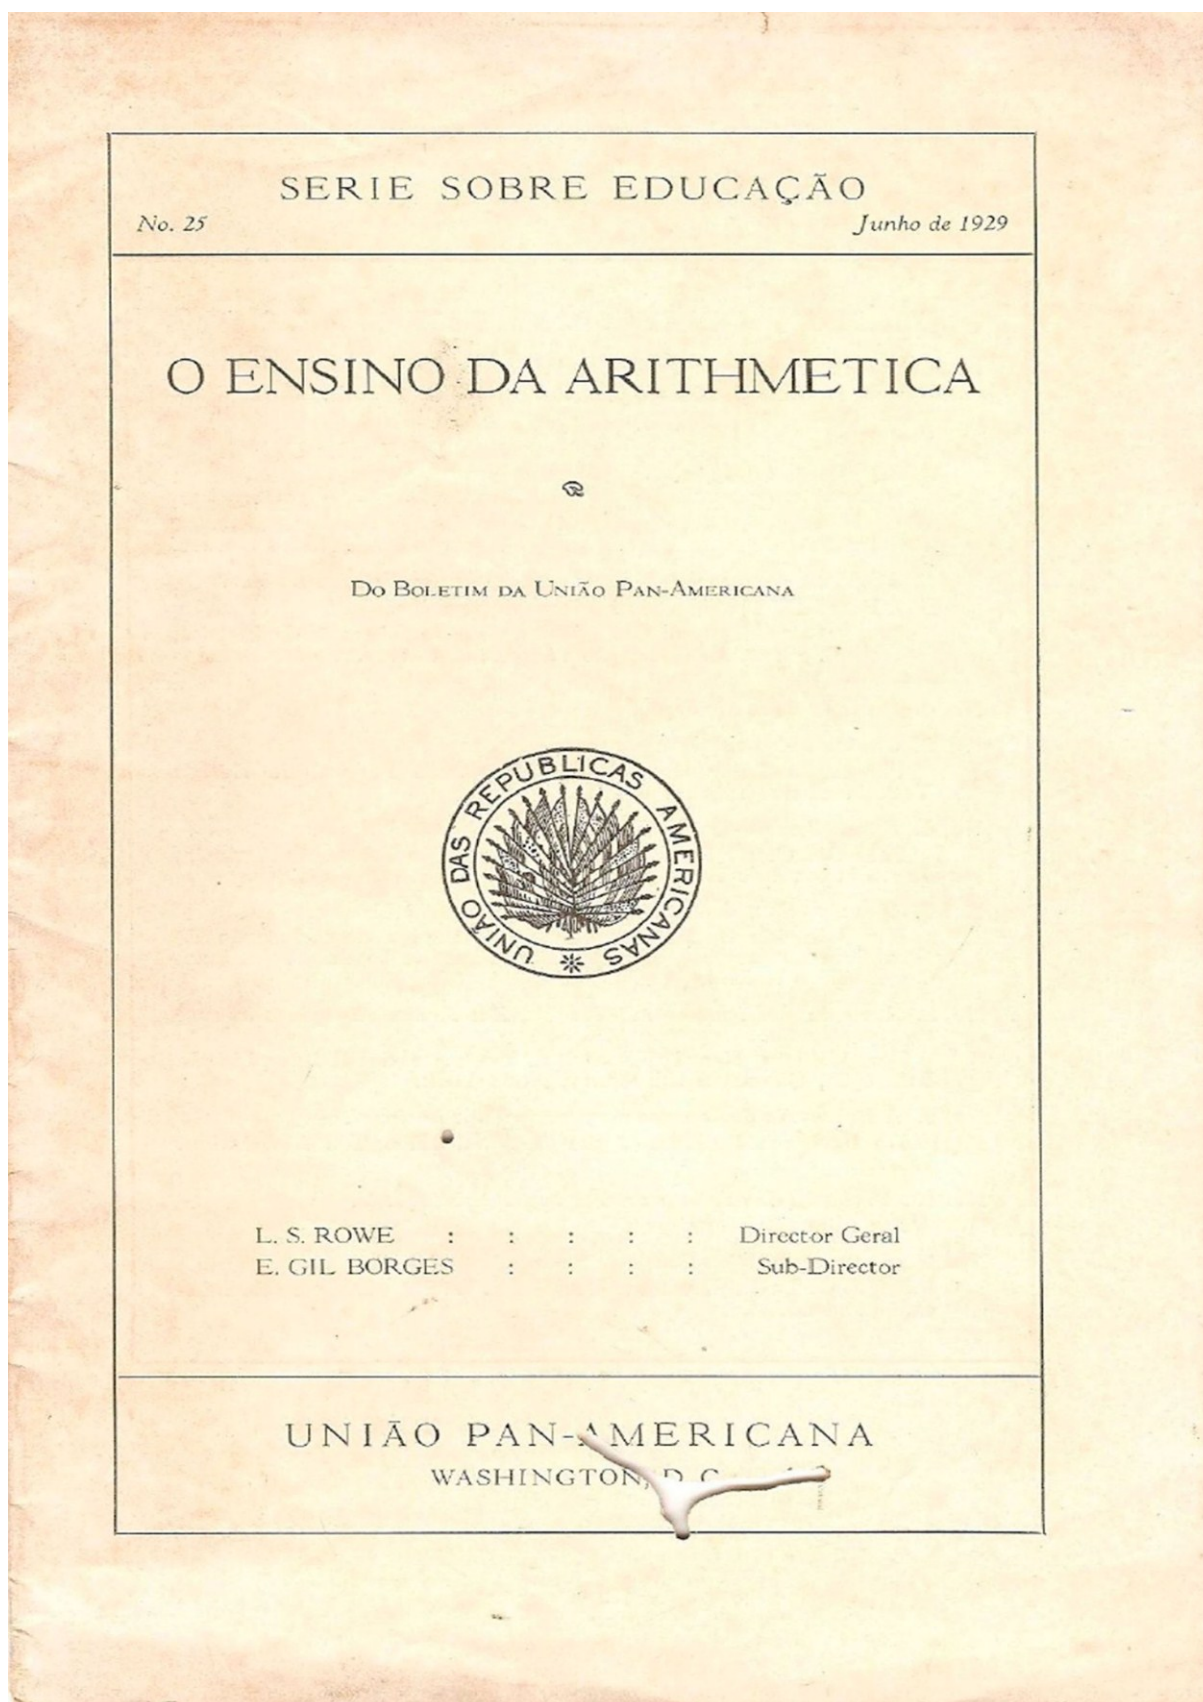 SERIE SOBRE EDUCAÇÃO
No. 25 Junho de 1929
O ENSINO DA ARITHMETICA
Do Boletim da União Pan-Americana
UNIÃO DAS REPUBLICAS AMERICANAS
L. S. ROWE : : : : : Director Geral
E. GIL BORGES : : : : Sub-Director
UNIÃO PAN-AMERICANA
WASHINGTON, D. C.